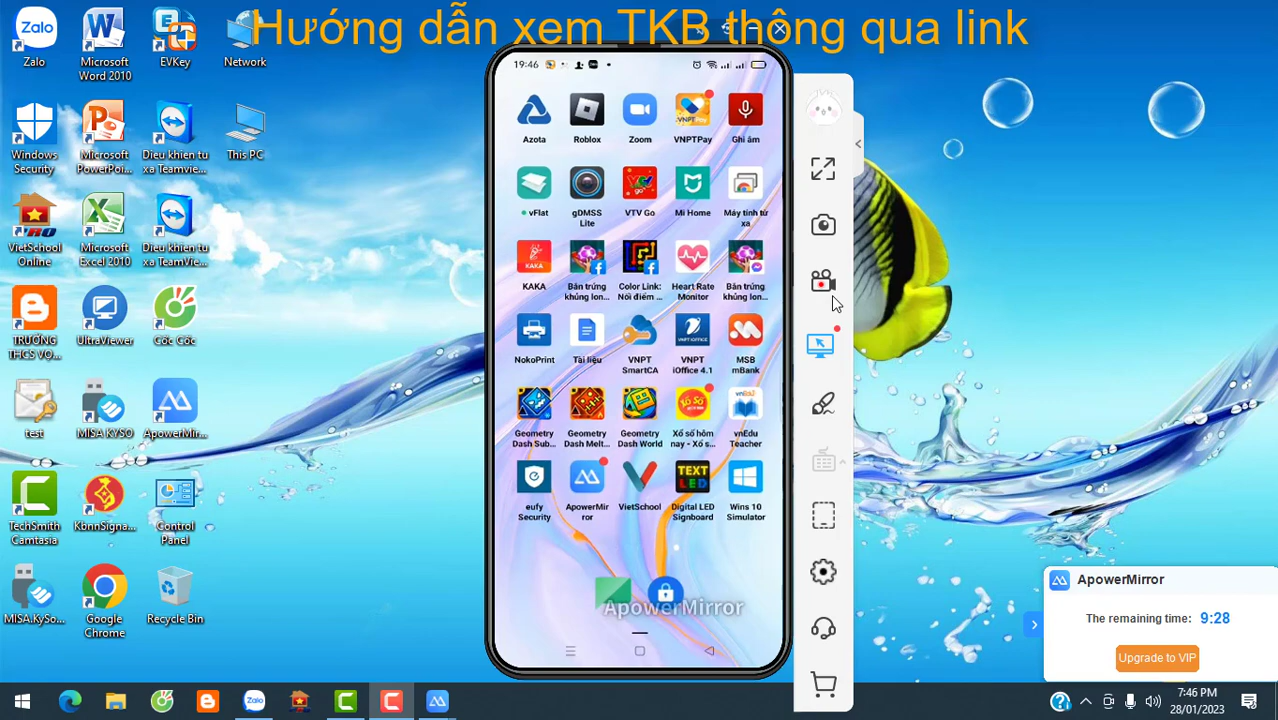 Hướng dẫn xem TKB thông qua link
Zalo
Microsoft
Word 2010
EVKey
Network
Windows
Security
Microsoft
PowerPoi...
Dieu khien tu
xa Teamvie...
This PC
VietSchool
Online
Microsoft
Excel 2010
Dieu khien tu
xa TeamVie...
TRƯỜNG
THCS VO...
UltraViewer
Cốc Cốc
test
MISA KYSO
ApowerMir...
TechSmith
Camtasia
KbnnSigna...
Control
Panel
MISA.KySo...
Google
Chrome
Recycle Bin
19:46
Azota
Roblox
Zoom
VNPTPay
Ghi âm
vFlat
gDMSS
Lite
VTV Go
Mi Home
Máy tính từ
xa
KAKA
KAKA
Bắn trứng
khủng lon...
Color Link:
Nối điểm ...
Heart Rate
Monitor
Bắn trứng
khủng lon...
NokoPrint
Tài liệu
VNPT
SmartCA
VNPT
iOffice 4.1
MSB
mBank
Geometry
Dash Sub...
Geometry
Dash Melt...
Geometry
Dash World
Xổ số hôm
nay - Xổ s...
vnEdu
Teacher
eufy
Security
ApowerMir
ror
VietSchool
TEXT
LED
Digital LED
Signboard
Wins 10
Simulator
ApowerMirror
ApowerMirror
The remaining time: 9:28
Upgrade to VIP
7:46 PM
28/01/2023